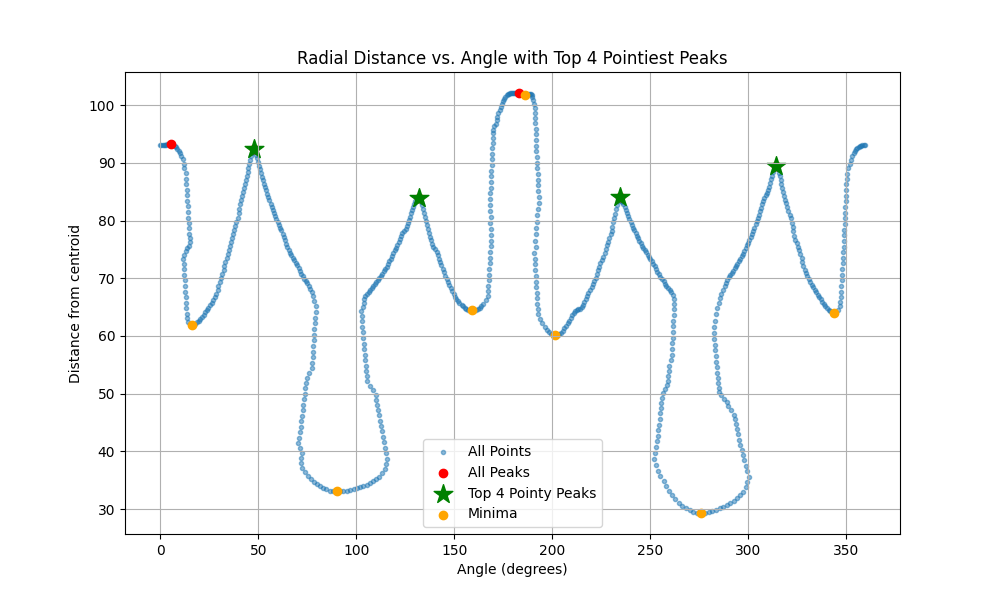 Radial Distance vs. Angle with Top 4 Pointiest Peaks
Distance from centroid
100
90
80
70
60
50
40
30
0 50 100 150 200 250 300 350
Angle (degrees)
All Points
All Peaks
Top 4 Pointy Peaks
Minima